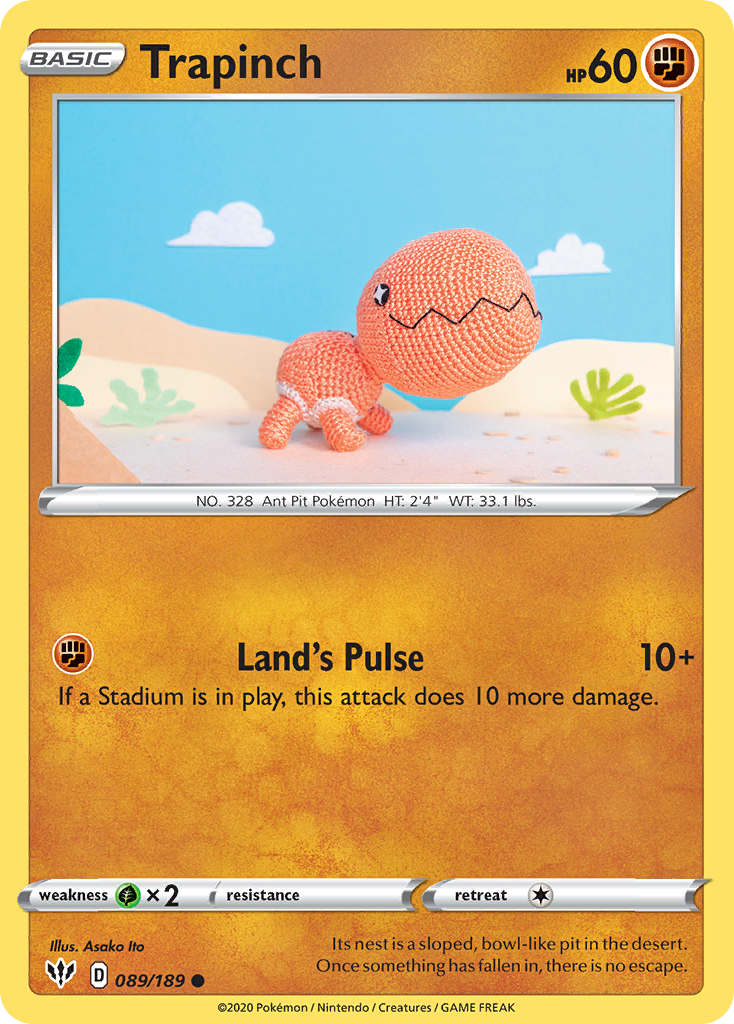 BASIC Trapinch HP60
NO. 328 Ant Pit Pokémon HT: 2'4" WT: 33.1 lbs.
Land's Pulse 10+
If a Stadium is in play, this attack does 10 more damage.
weakness ×2 resistance retreat
Illus. Asako Ito
Its nest is a sloped, bowl-like pit in the desert.
Once something has fallen in, there is no escape.
D 089/189
©2020 Pokémon / Nintendo / Creatures / GAME FREAK